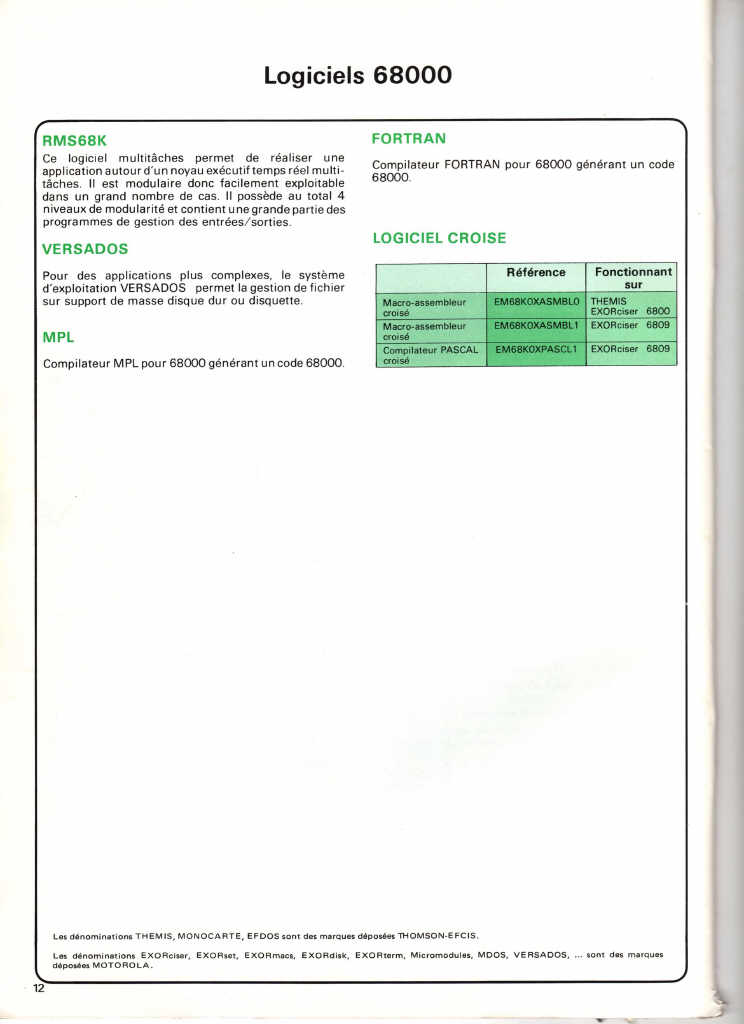 Logiciels 68000
RMS68K
Ce logiciel multitâches permet de réaliser une
application autour d'un noyau exécutif temps réel multi-
tâches. Il est modulaire donc facilement exploitable
dans un grand nombre de cas. Il possède au total 4
niveaux de modularité et contient une grande partie des
programmes de gestion des entrées/sorties.
VERSADOS
Pour des applications plus complexes, le système
d'exploitation VERSADOS permet la gestion de fichier
sur support de masse disque dur ou disquette.
MPL
Compilateur MPL pour 68000 générant un code 68000.
FORTRAN
Compilateur FORTRAN pour 68000 générant un code
68000.
LOGICIEL CROISE
Référence Fonctionnant
sur
Macro-assembleur EM68K0XASMBL0 THEMIS
croisé EXORciser 6800
Macro-assembleur EM68K0XASMBL1 EXORciser 6809
croisé
Compilateur PASCAL EM68K0XPASCL1 EXORciser 6809
croisé
Les dénominations THEMIS, MONOCARTE, EFDOS sont des marques déposées THOMSON-EFCIS.
Les dénominations EXORciser, EXORset, EXORmacs, EXORdisk, EXORterm, Micromodules, MDOS, VERSADOS, ... sont des marques
déposées MOTOROLA.
12